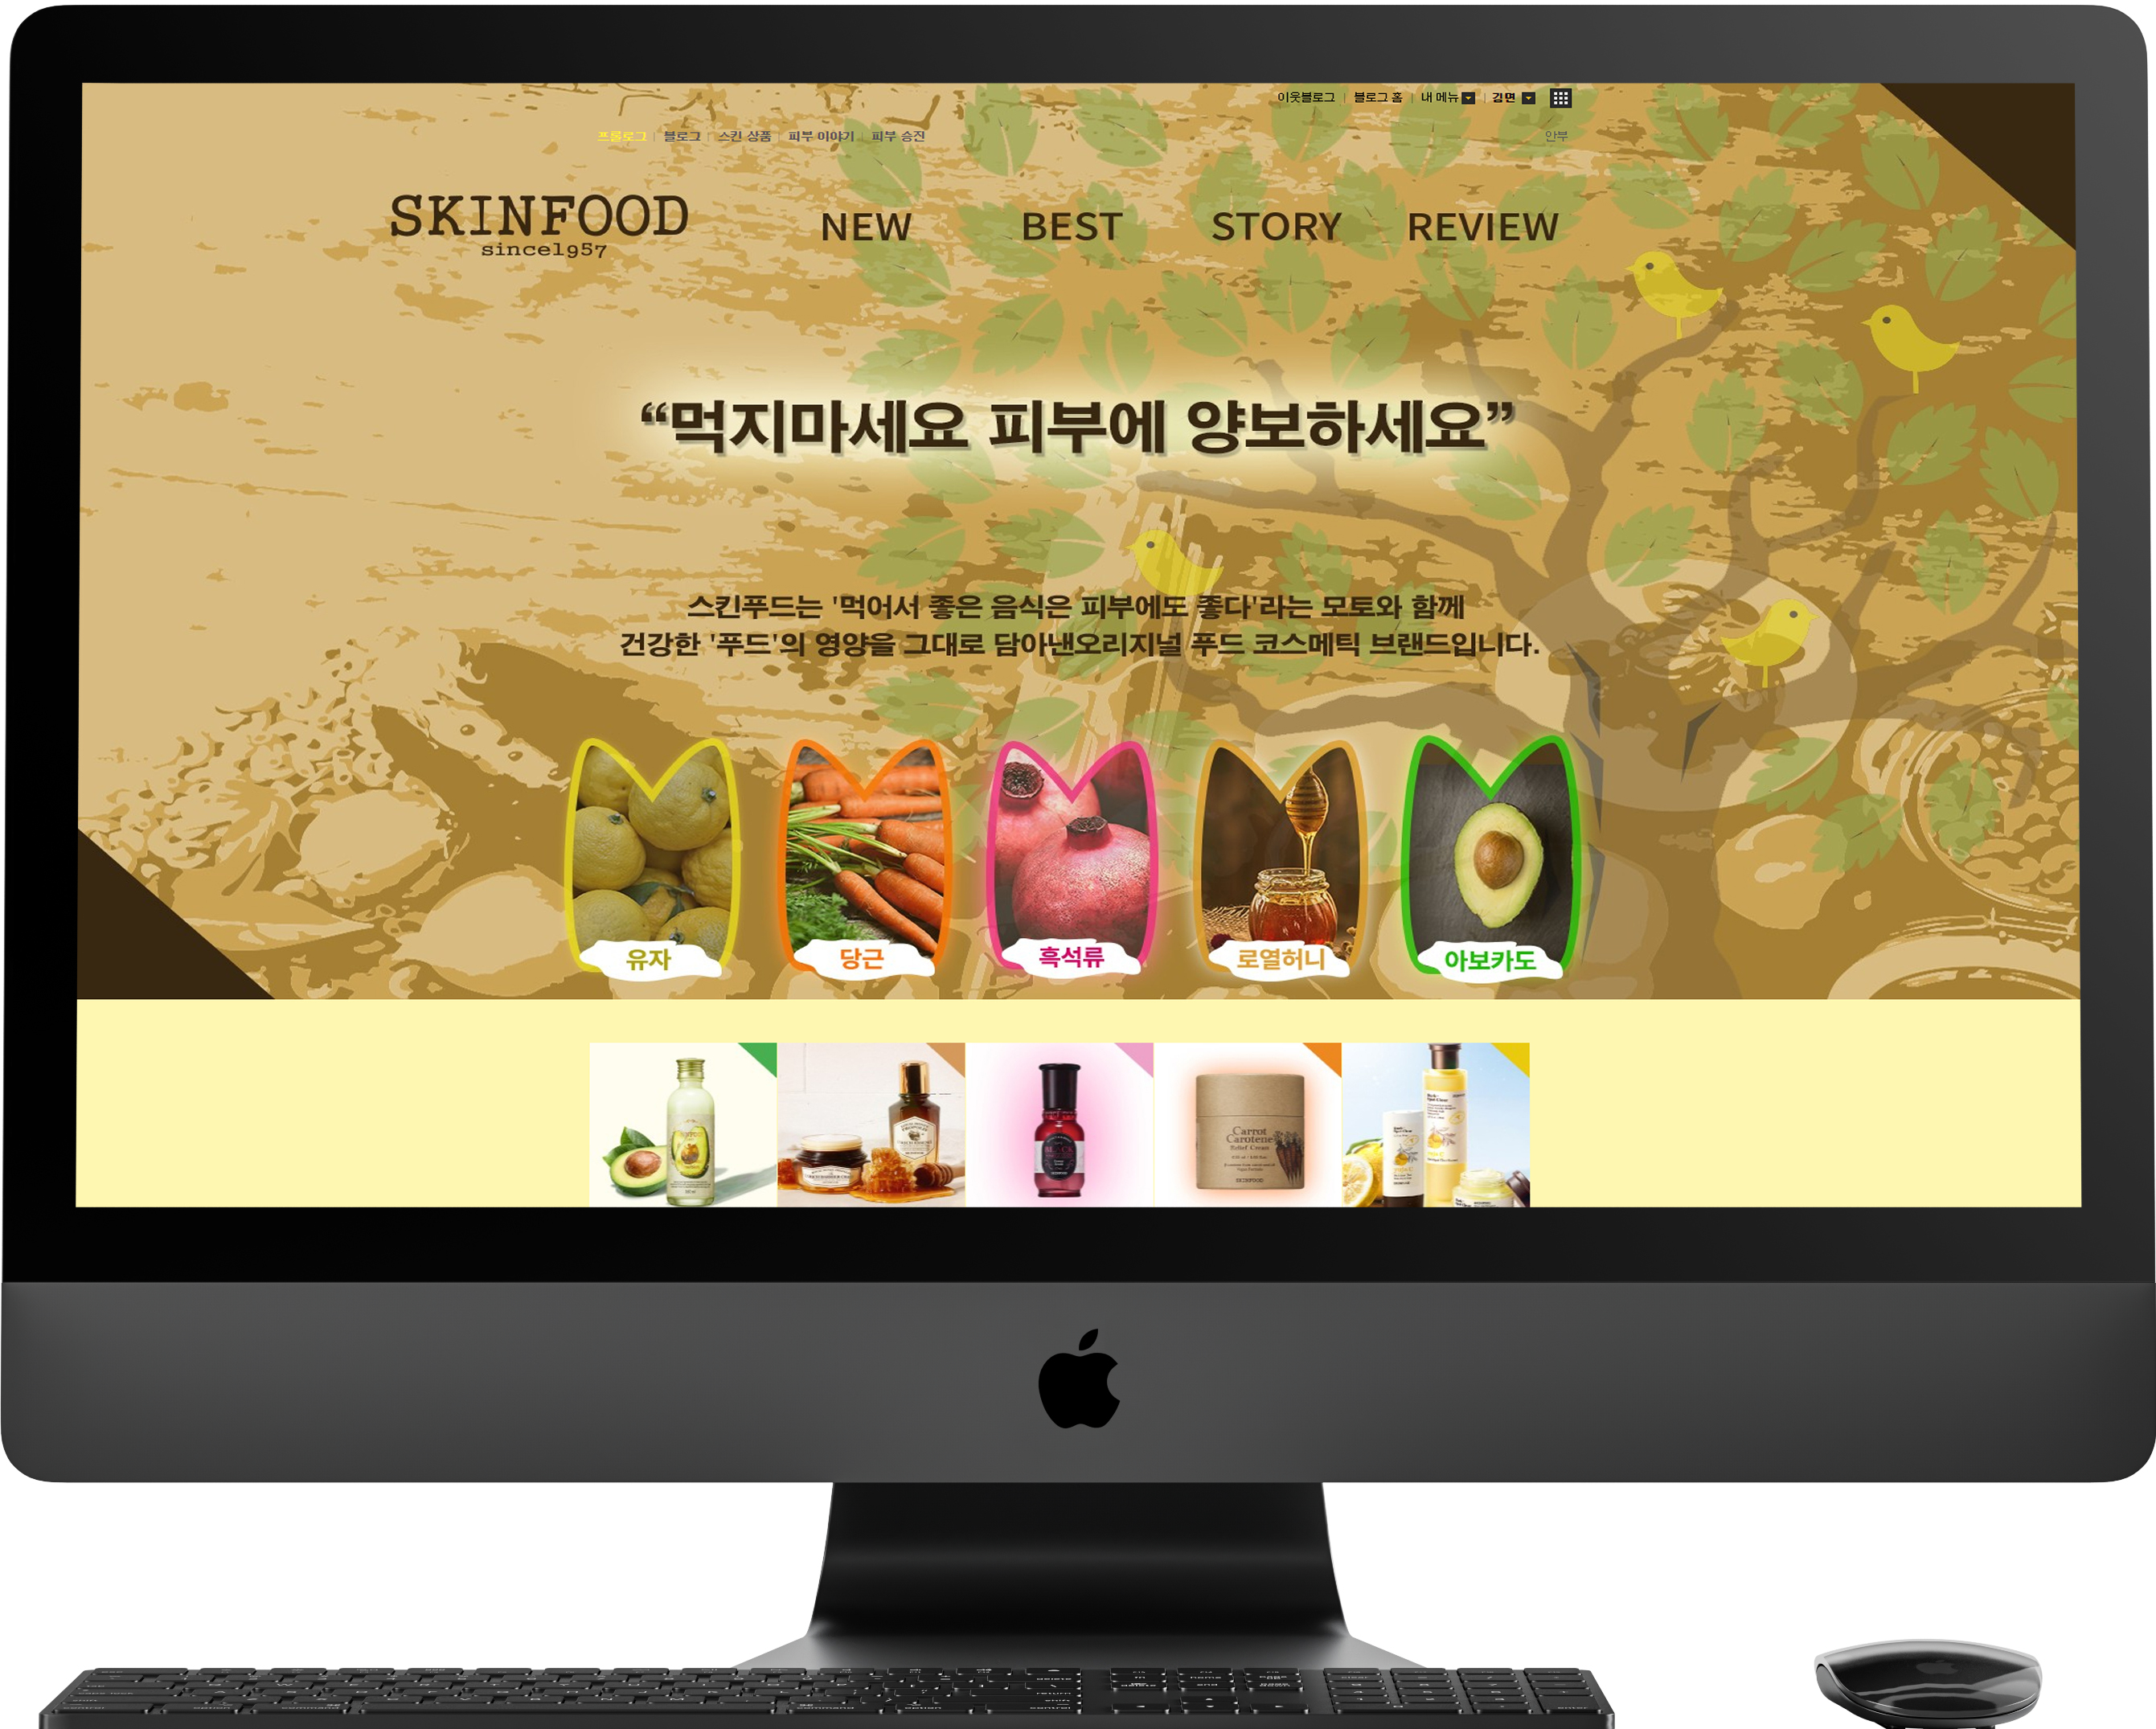 이웃블로그 | 블로그 홈 | 내 메뉴 | 김면
프롤로그 | 블로그 | 스킨 상품 | 피부 이야기 | 피부 승진
안부
SKINFOOD
since1957
NEW BEST STORY REVIEW
“먹지마세요 피부에 양보하세요”
스킨푸드는 '먹어서 좋은 음식은 피부에도 좋다'라는 모토와 함께
건강한 '푸드'의 영양을 그대로 담아낸오리지널 푸드 코스메틱 브랜드입니다.
유자 당근 흑석류 로열허니 아보카도
Carrot
Carotene
Relief Cream
SKINFOOD